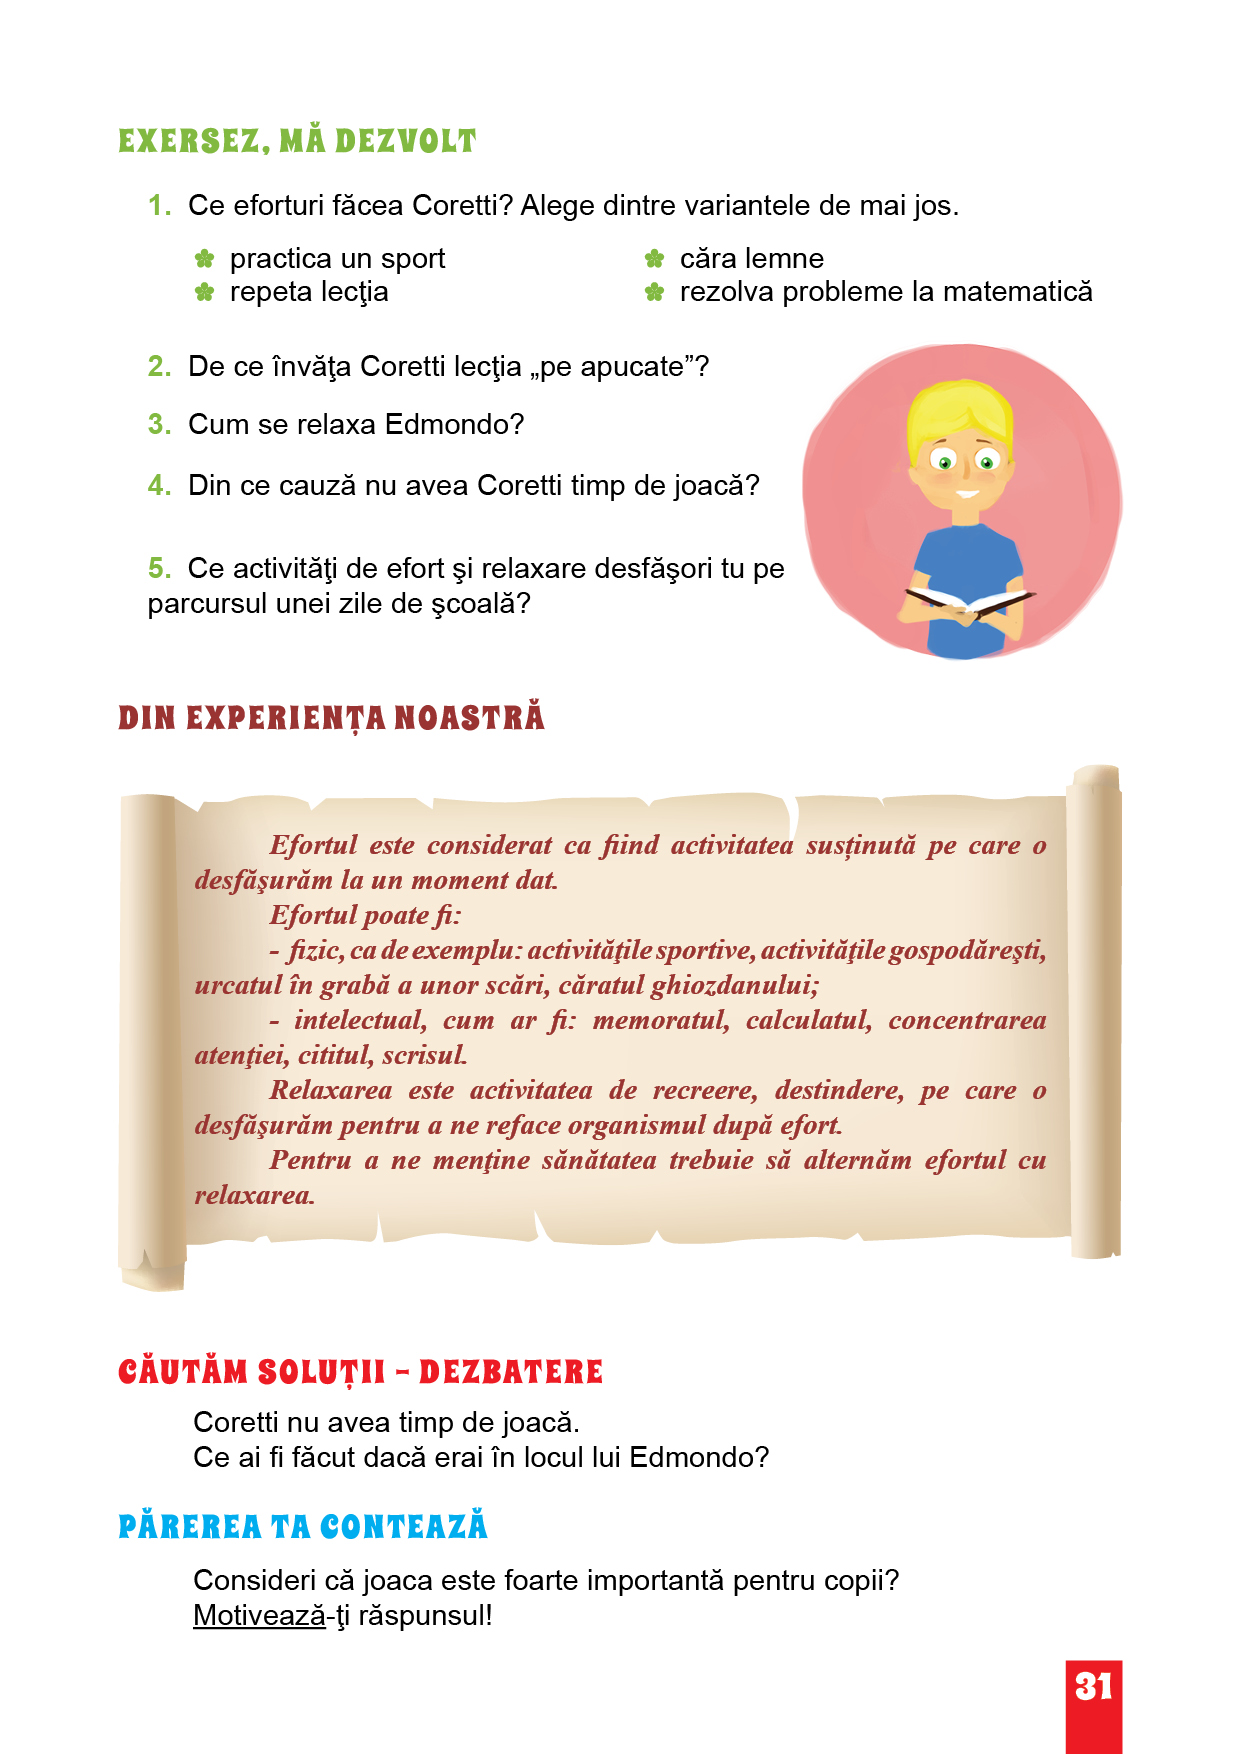 EXERSEZ, MĂ DEZVOLT
1. Ce eforturi făcea Coretti? Alege dintre variantele de mai jos.
practica un sport
căra lemne
repeta lecţia
rezolva probleme la matematică
2. De ce învăţa Coretti lecţia „pe apucate”?
3. Cum se relaxa Edmondo?
4. Din ce cauză nu avea Coretti timp de joacă?
5. Ce activităţi de efort şi relaxare desfăşori tu pe
parcursul unei zile de şcoală?
DIN EXPERIENȚA NOASTRĂ
Efortul este considerat ca fiind activitatea susținută pe care o
desfăşurăm la un moment dat.
Efortul poate fi:
- fizic, ca de exemplu: activităţile sportive, activităţile gospodăreşti,
urcatul în grabă a unor scări, căratul ghiozdanului;
- intelectual, cum ar fi: memoratul, calculatul, concentrarea
atenţiei, cititul, scrisul.
Relaxarea este activitatea de recreere, destindere, pe care o
desfăşurăm pentru a ne reface organismul după efort.
Pentru a ne menţine sănătatea trebuie să alternăm efortul cu
relaxarea.
CĂUTĂM SOLUȚII – DEZBATERE
Coretti nu avea timp de joacă.
Ce ai fi făcut dacă erai în locul lui Edmondo?
PĂREREA TA CONTEAZĂ
Consideri că joaca este foarte importantă pentru copii?
Motivează-ţi răspunsul!
31